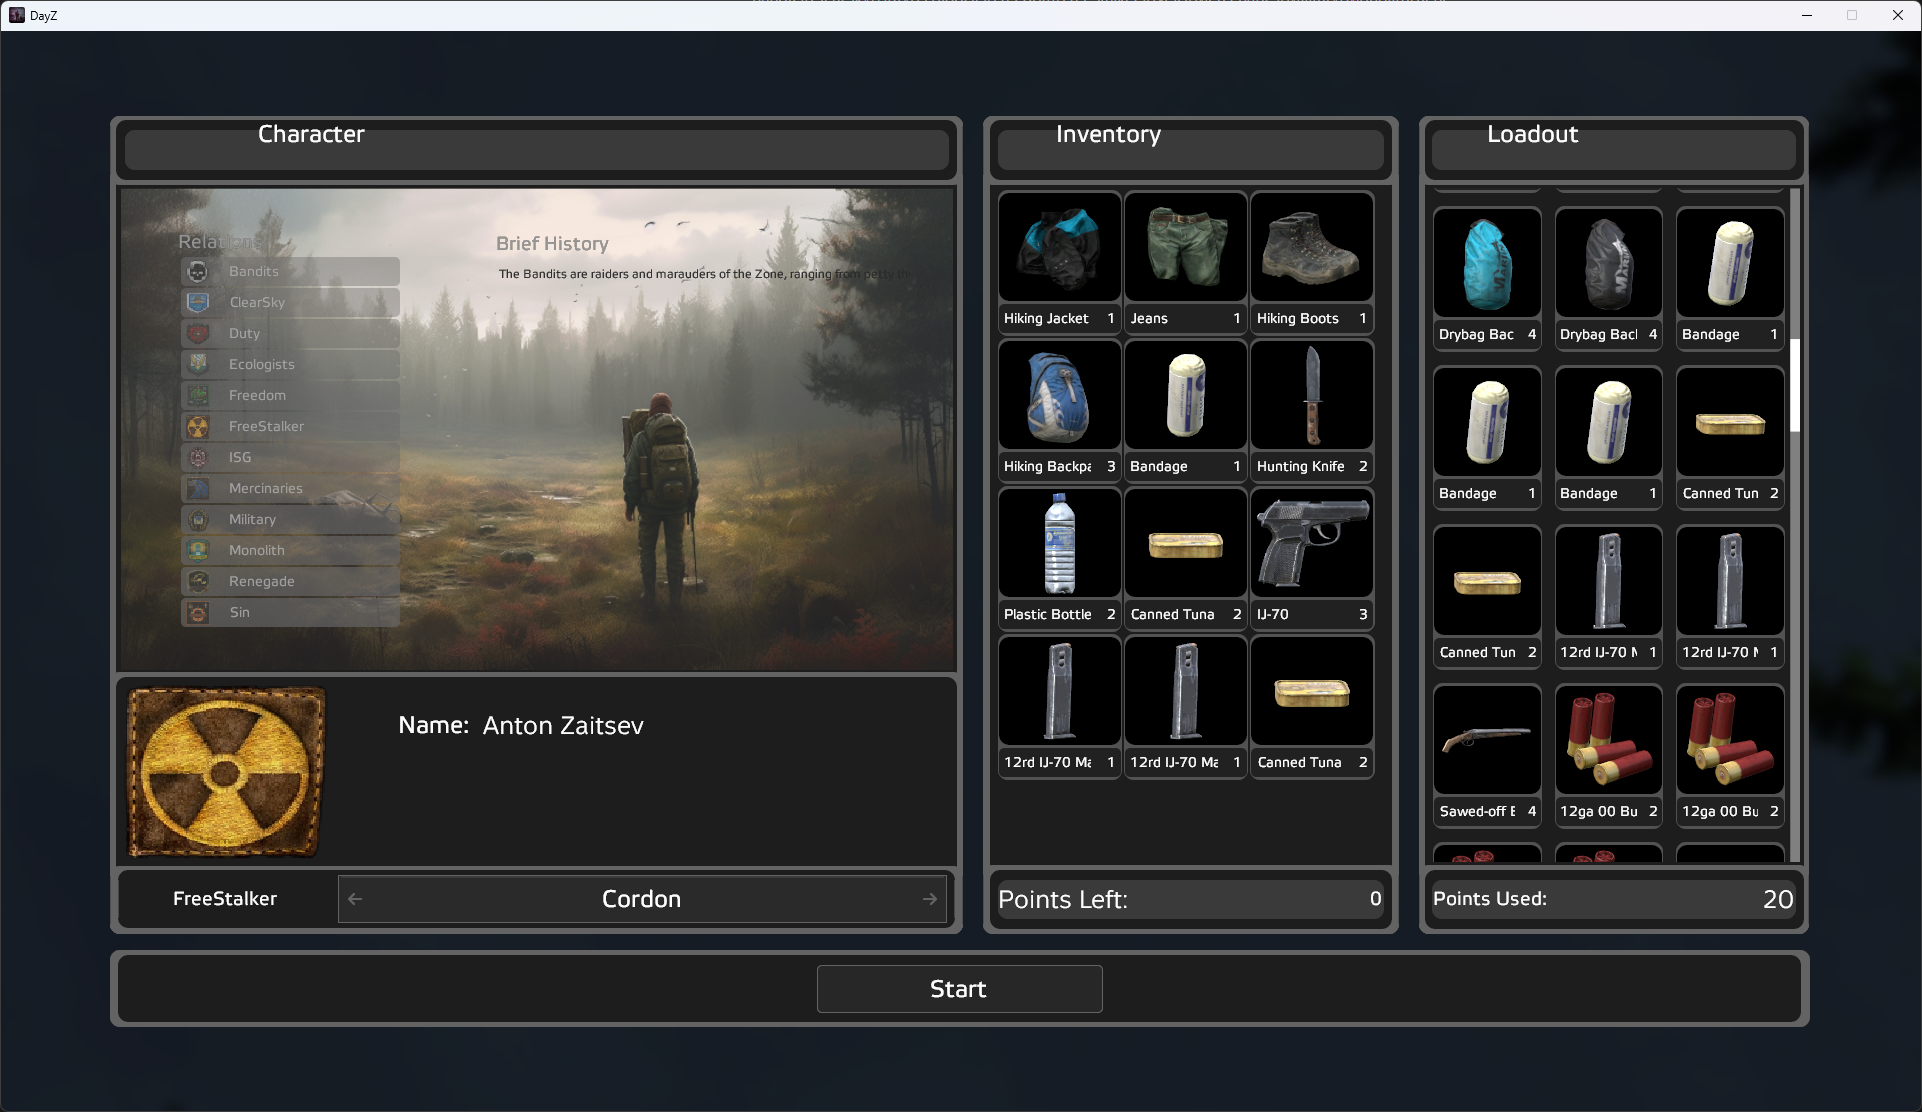 DayZ
Character
Inventory
Loadout
Relations
Brief History
Bandits
The Bandits are raiders and marauders of the Zone, ranging from petty th
ClearSky
Duty
Ecologists
Freedom
FreeStalker
ISG
Mercinaries
Military
Monolith
Renegade
Sin
Name: Anton Zaitsev
FreeStalker
Cordon
Hiking Jacket 1
Jeans 1
Hiking Boots 1
Hiking Backpa 3
Bandage 1
Hunting Knife 2
Plastic Bottle 2
Canned Tuna 2
IJ-70 3
12rd IJ-70 Ma 1
12rd IJ-70 Ma 1
Canned Tuna 2
Points Left: 0
Drybag Bac 4
Drybag Back 4
Bandage 1
Bandage 1
Bandage 1
Canned Tun 2
Canned Tun 2
12rd IJ-70 M 1
12rd IJ-70 M 1
Sawed-off B 4
12ga 00 Bu 2
12ga 00 Bu 2
Points Used: 20
Start